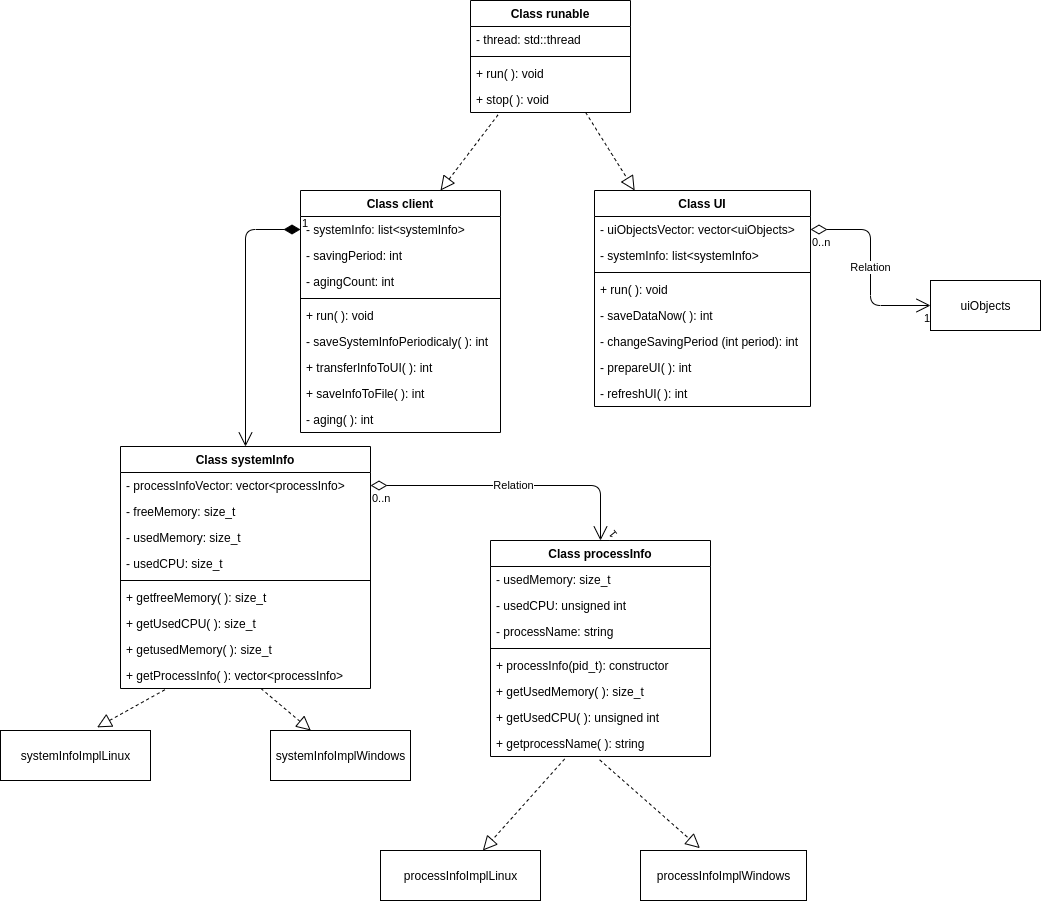 Class runable
- thread: std::thread
+ run( ): void
+ stop( ): void
Class client
1
- systemInfo: list<systemInfo>
- savingPeriod: int
- agingCount: int
+ run( ): void
- saveSystemInfoPeriodicaly( ): int
+ transferInfoToUI( ): int
+ saveInfoToFile( ): int
- aging( ): int
Class UI
- uiObjectsVector: vector<uiObjects>
- systemInfo: list<systemInfo>
+ run( ): void
- saveDataNow( ): int
- changeSavingPeriod (int period): int
- prepareUI( ): int
- refreshUI( ): int
0..n
Relation
1
uiObjects
Class systemInfo
- processInfoVector: vector<processInfo>
- freeMemory: size_t
- usedMemory: size_t
- usedCPU: size_t
+ getfreeMemory( ): size_t
+ getUsedCPU( ): size_t
+ getusedMemory( ): size_t
+ getProcessInfo( ): vector<processInfo>
0..n
Relation
1
Class processInfo
- usedMemory: size_t
- usedCPU: unsigned int
- processName: string
+ processInfo(pid_t): constructor
+ getUsedMemory( ): size_t
+ getUsedCPU( ): unsigned int
+ getprocessName( ): string
systemInfoImplLinux
systemInfoImplWindows
processInfoImplLinux
processInfoImplWindows